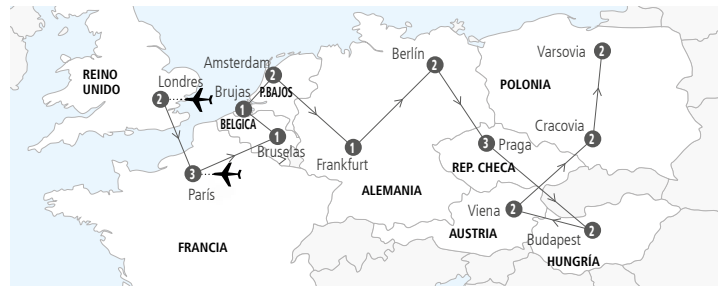 REINO
UNIDO
Londres
2
Amsterdam
2
P.BAJOS
Brujas
1
BELGICA
1
Bruselas
3
París
FRANCIA
1
Frankfurt
ALEMANIA
Berlín
2
Varsovia
2
POLONIA
Cracovia
2
3
Praga
REP. CHECA
Viena
2
AUSTRIA
2
Budapest
HUNGRÍA